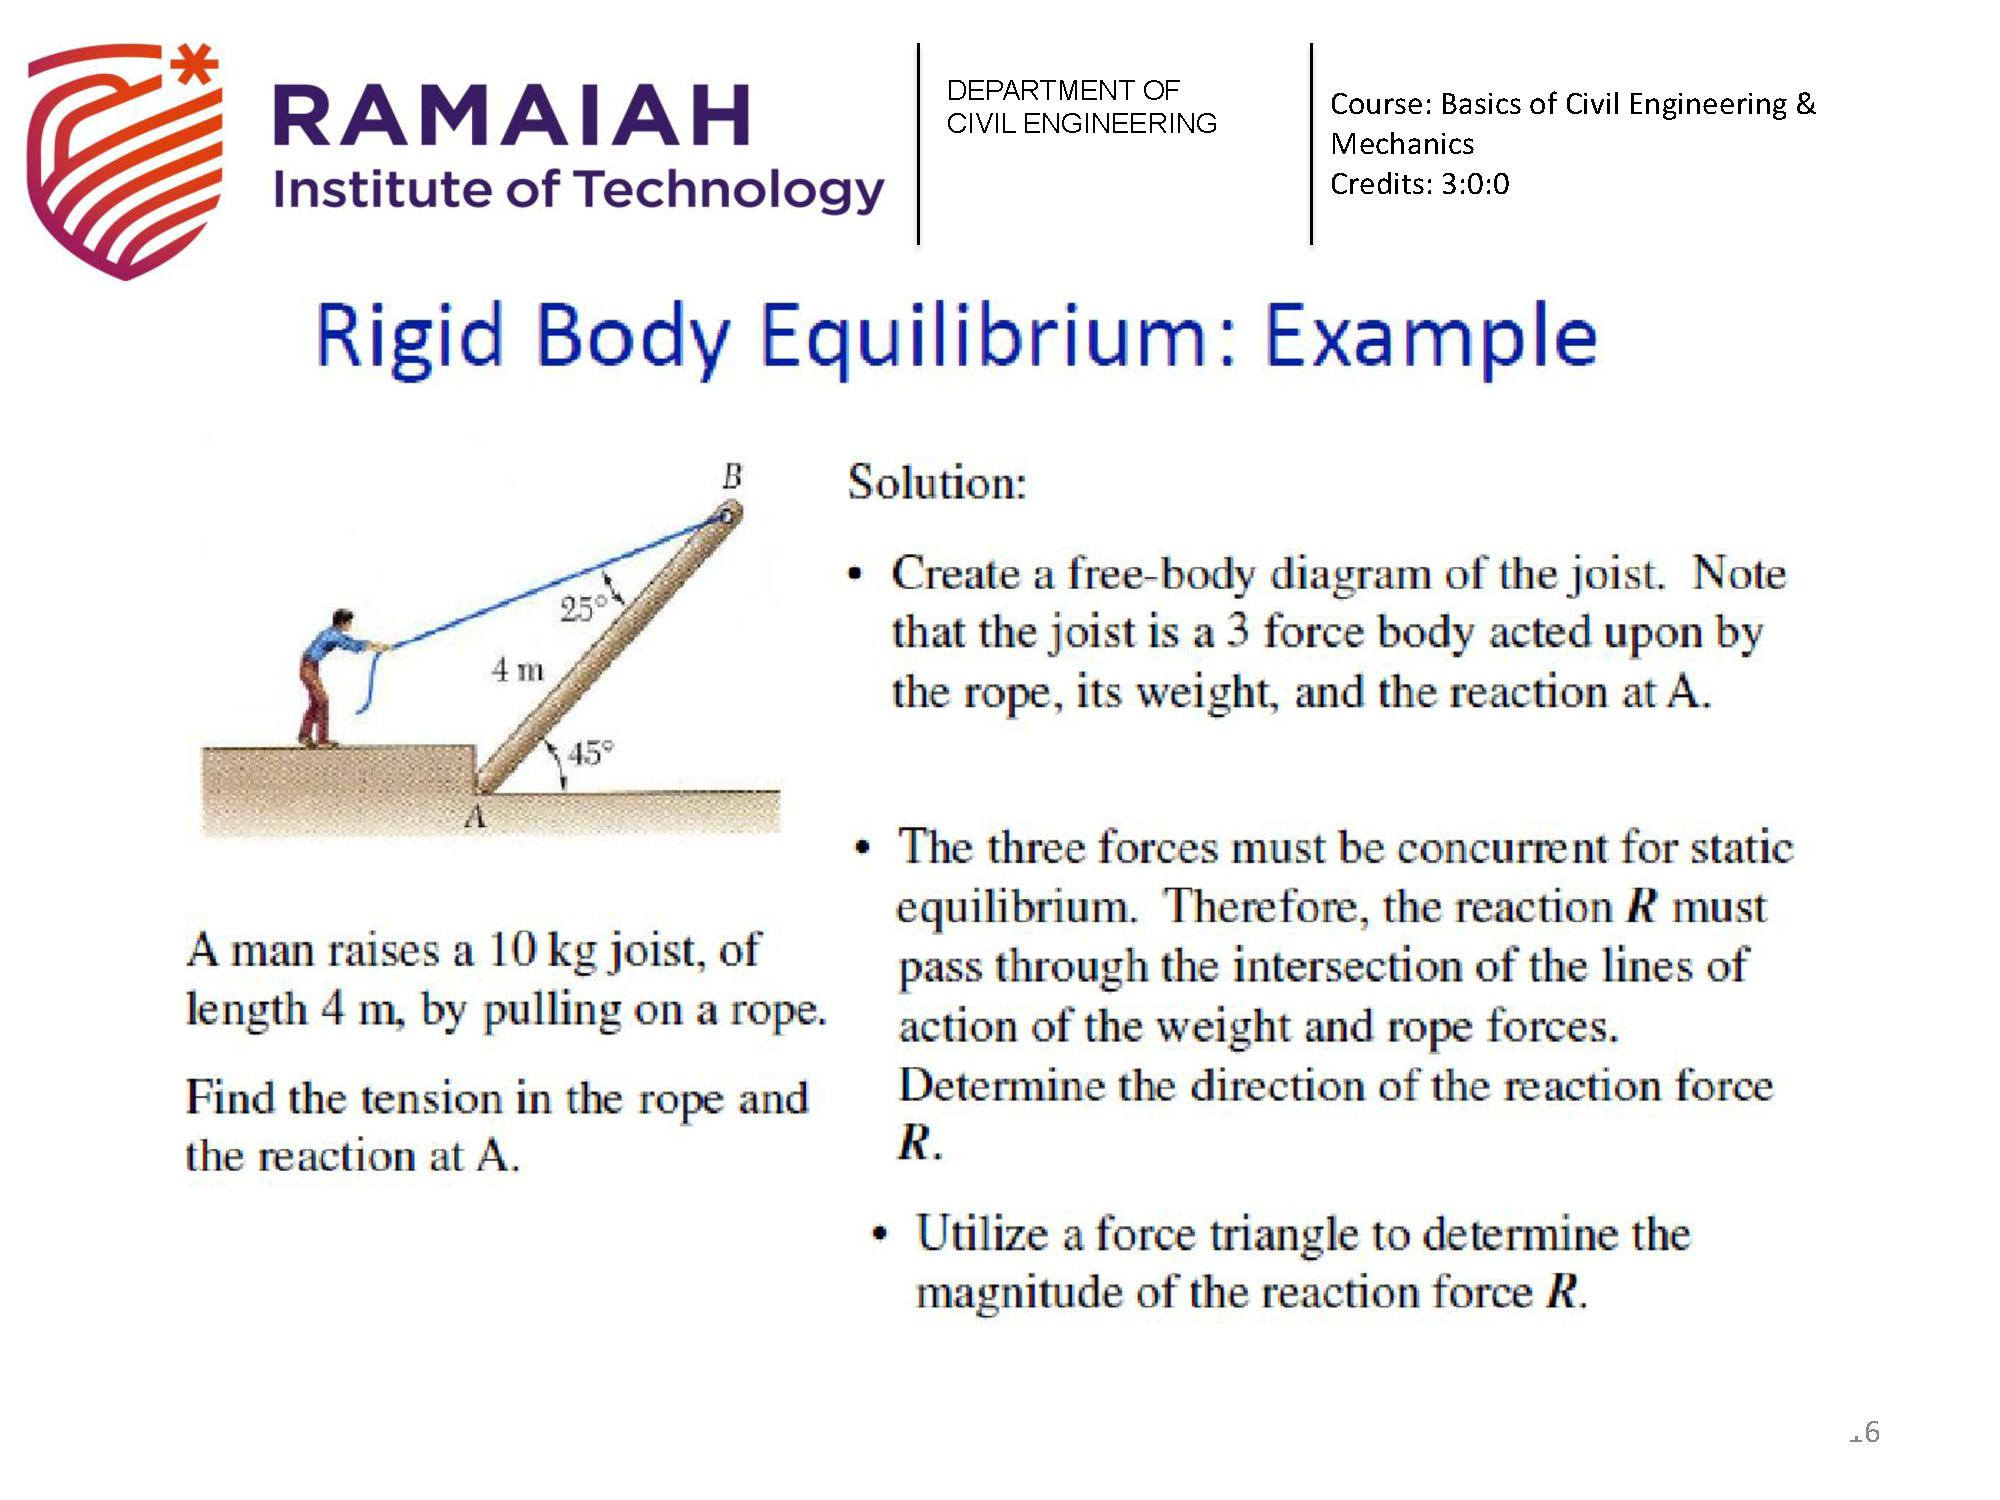 RAMAIAH
Institute of Technology
DEPARTMENT OF
CIVIL ENGINEERING
Course: Basics of Civil Engineering &
Mechanics
Credits: 3:0:0
Rigid Body Equilibrium: Example
B
25°
4 m
45°
A
A man raises a 10 kg joist, of
length 4 m, by pulling on a rope.
Find the tension in the rope and
the reaction at A.
Solution:
• Create a free-body diagram of the joist. Note
that the joist is a 3 force body acted upon by
the rope, its weight, and the reaction at A.
• The three forces must be concurrent for static
equilibrium. Therefore, the reaction R must
pass through the intersection of the lines of
action of the weight and rope forces.
Determine the direction of the reaction force
R.
• Utilize a force triangle to determine the
magnitude of the reaction force R.
16